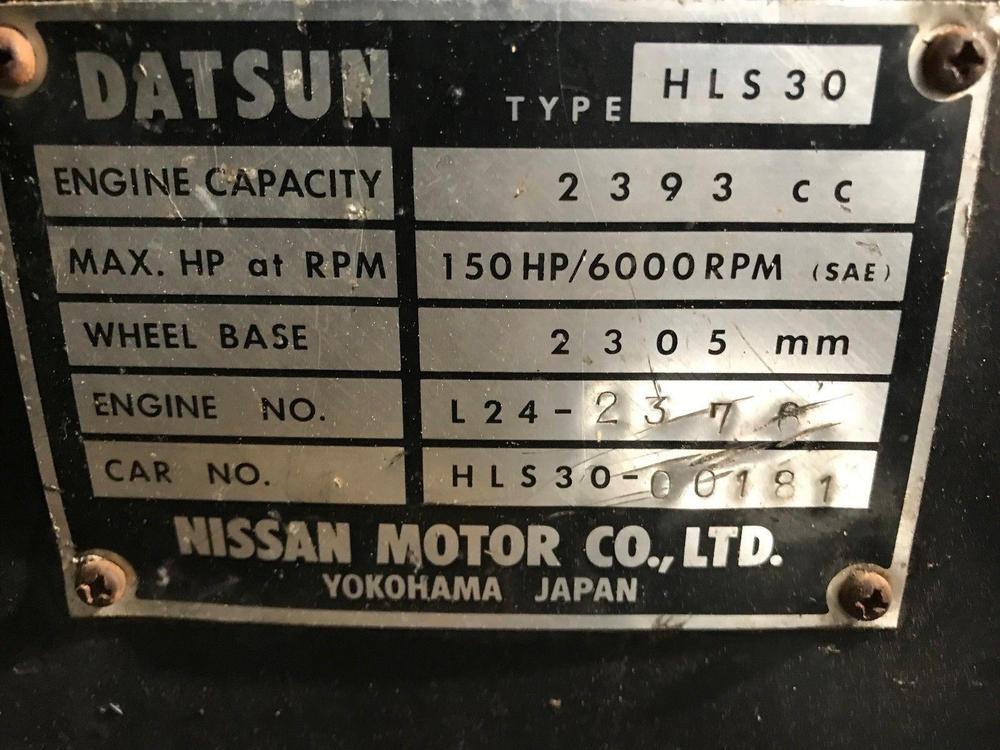 DATSUN TYPE HLS30
ENGINE CAPACITY 2393 cc
MAX. HP at RPM 150HP/6000RPM (SAE)
WHEEL BASE 2305 mm
ENGINE NO. L24-2378
CAR NO. HLS30-00181
NISSAN MOTOR CO., LTD.
YOKOHAMA JAPAN